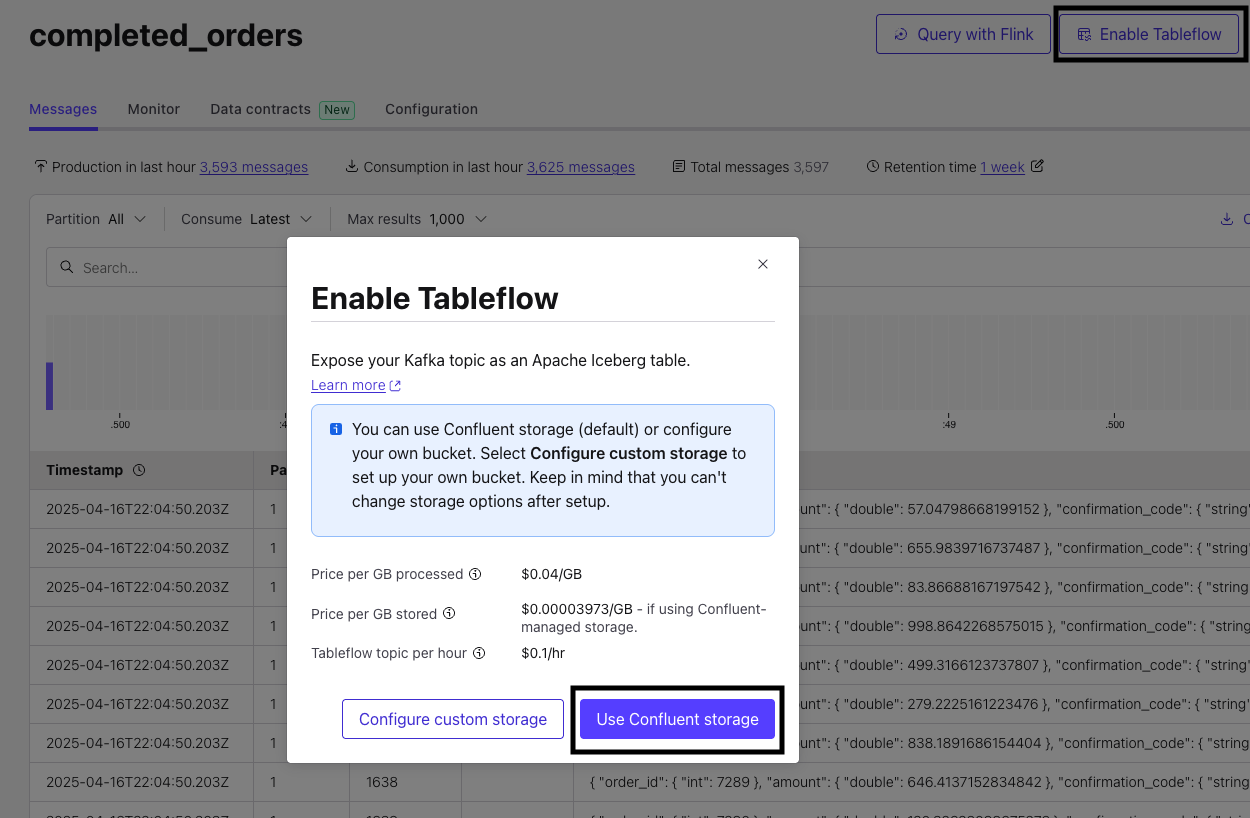 completed_orders
Query with Flink
Enable Tableflow
Messages Monitor Data contracts New Configuration
Production in last hour 3,593 messages Consumption in last hour 3,625 messages Total messages 3,597 Retention time 1 week
Partition All Consume Latest Max results 1,000
Search...
Enable Tableflow
Expose your Kafka topic as an Apache Iceberg table.
Learn more
You can use Confluent storage (default) or configure
your own bucket. Select Configure custom storage to
set up your own bucket. Keep in mind that you can't
change storage options after setup.
Price per GB processed $0.04/GB
Price per GB stored $0.00003973/GB - if using Confluent-
managed storage.
Tableflow topic per hour $0.1/hr
Configure custom storage Use Confluent storage
.500 :49 .500
Timestamp
2025-04-16T22:04:50.203Z 1 "double": 57.04798668199152 }, "confirmation_code": { "string"
2025-04-16T22:04:50.203Z 1 "double": 655.9839716737487 }, "confirmation_code": { "string"
2025-04-16T22:04:50.203Z 1 "double": 83.86688167197542 }, "confirmation_code": { "string"
2025-04-16T22:04:50.203Z 1 "double": 998.8642268575015 }, "confirmation_code": { "string"
2025-04-16T22:04:50.203Z 1 "double": 499.3166123737807 }, "confirmation_code": { "string"
2025-04-16T22:04:50.203Z 1 "double": 279.2225161223476 }, "confirmation_code": { "string"
2025-04-16T22:04:50.203Z 1 "double": 838.1891686154404 }, "confirmation_code": { "string"
2025-04-16T22:04:50.203Z 1 1638 { "order_id": { "int": 7289 }, "amount": { "double": 646.4137152834842 }, "confirmation_code": { "string"